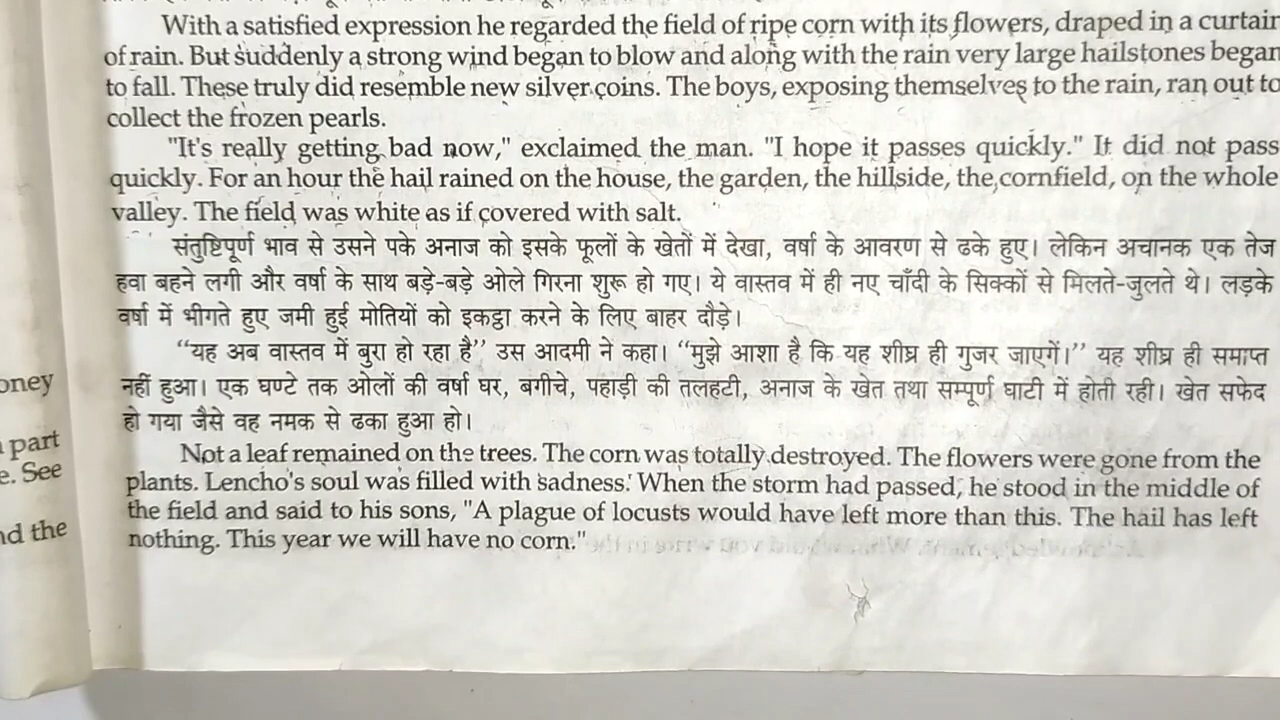 With a satisfied expression he regarded the field of ripe corn with its flowers, draped in a curtain
of rain. But suddenly a strong wind began to blow and along with the rain very large hailstones began
to fall. These truly did resemble new silver coins. The boys, exposing themselves to the rain, ran out to
collect the frozen pearls.
"It's really getting bad now," exclaimed the man. "I hope it passes quickly." It did not pass
quickly. For an hour the hail rained on the house, the garden, the hillside, the cornfield, on the whole
valley. The field was white as if covered with salt.
संतुष्टिपूर्ण भाव से उसने पके अनाज को इसके फूलों के खेतों में देखा, वर्षा के आवरण से ढके हुए। लेकिन अचानक एक तेज
हवा बहने लगी और वर्षा के साथ बड़े-बड़े ओले गिरना शुरू हो गए। ये वास्तव में ही नए चाँदी के सिक्कों से मिलते-जुलते थे। लड़के
वर्षा में भीगते हुए जमी हुई मोतियों को इकट्ठा करने के लिए बाहर दौड़े।
“यह अब वास्तव में बुरा हो रहा है” उस आदमी ने कहा। “मुझे आशा है कि यह शीघ्र ही गुजर जाएगें।” यह शीघ्र ही समाप्त
नहीं हुआ। एक घण्टे तक ओलों की वर्षा घर, बगीचे, पहाड़ी की तलहटी, अनाज के खेत तथा सम्पूर्ण घाटी में होती रही। खेत सफेद
हो गया जैसे वह नमक से ढका हुआ हो।
Not a leaf remained on the trees. The corn was totally destroyed. The flowers were gone from the
plants. Lencho's soul was filled with sadness. When the storm had passed, he stood in the middle of
the field and said to his sons, "A plague of locusts would have left more than this. The hail has left
nothing. This year we will have no corn."
oney
part
e. See
nd the